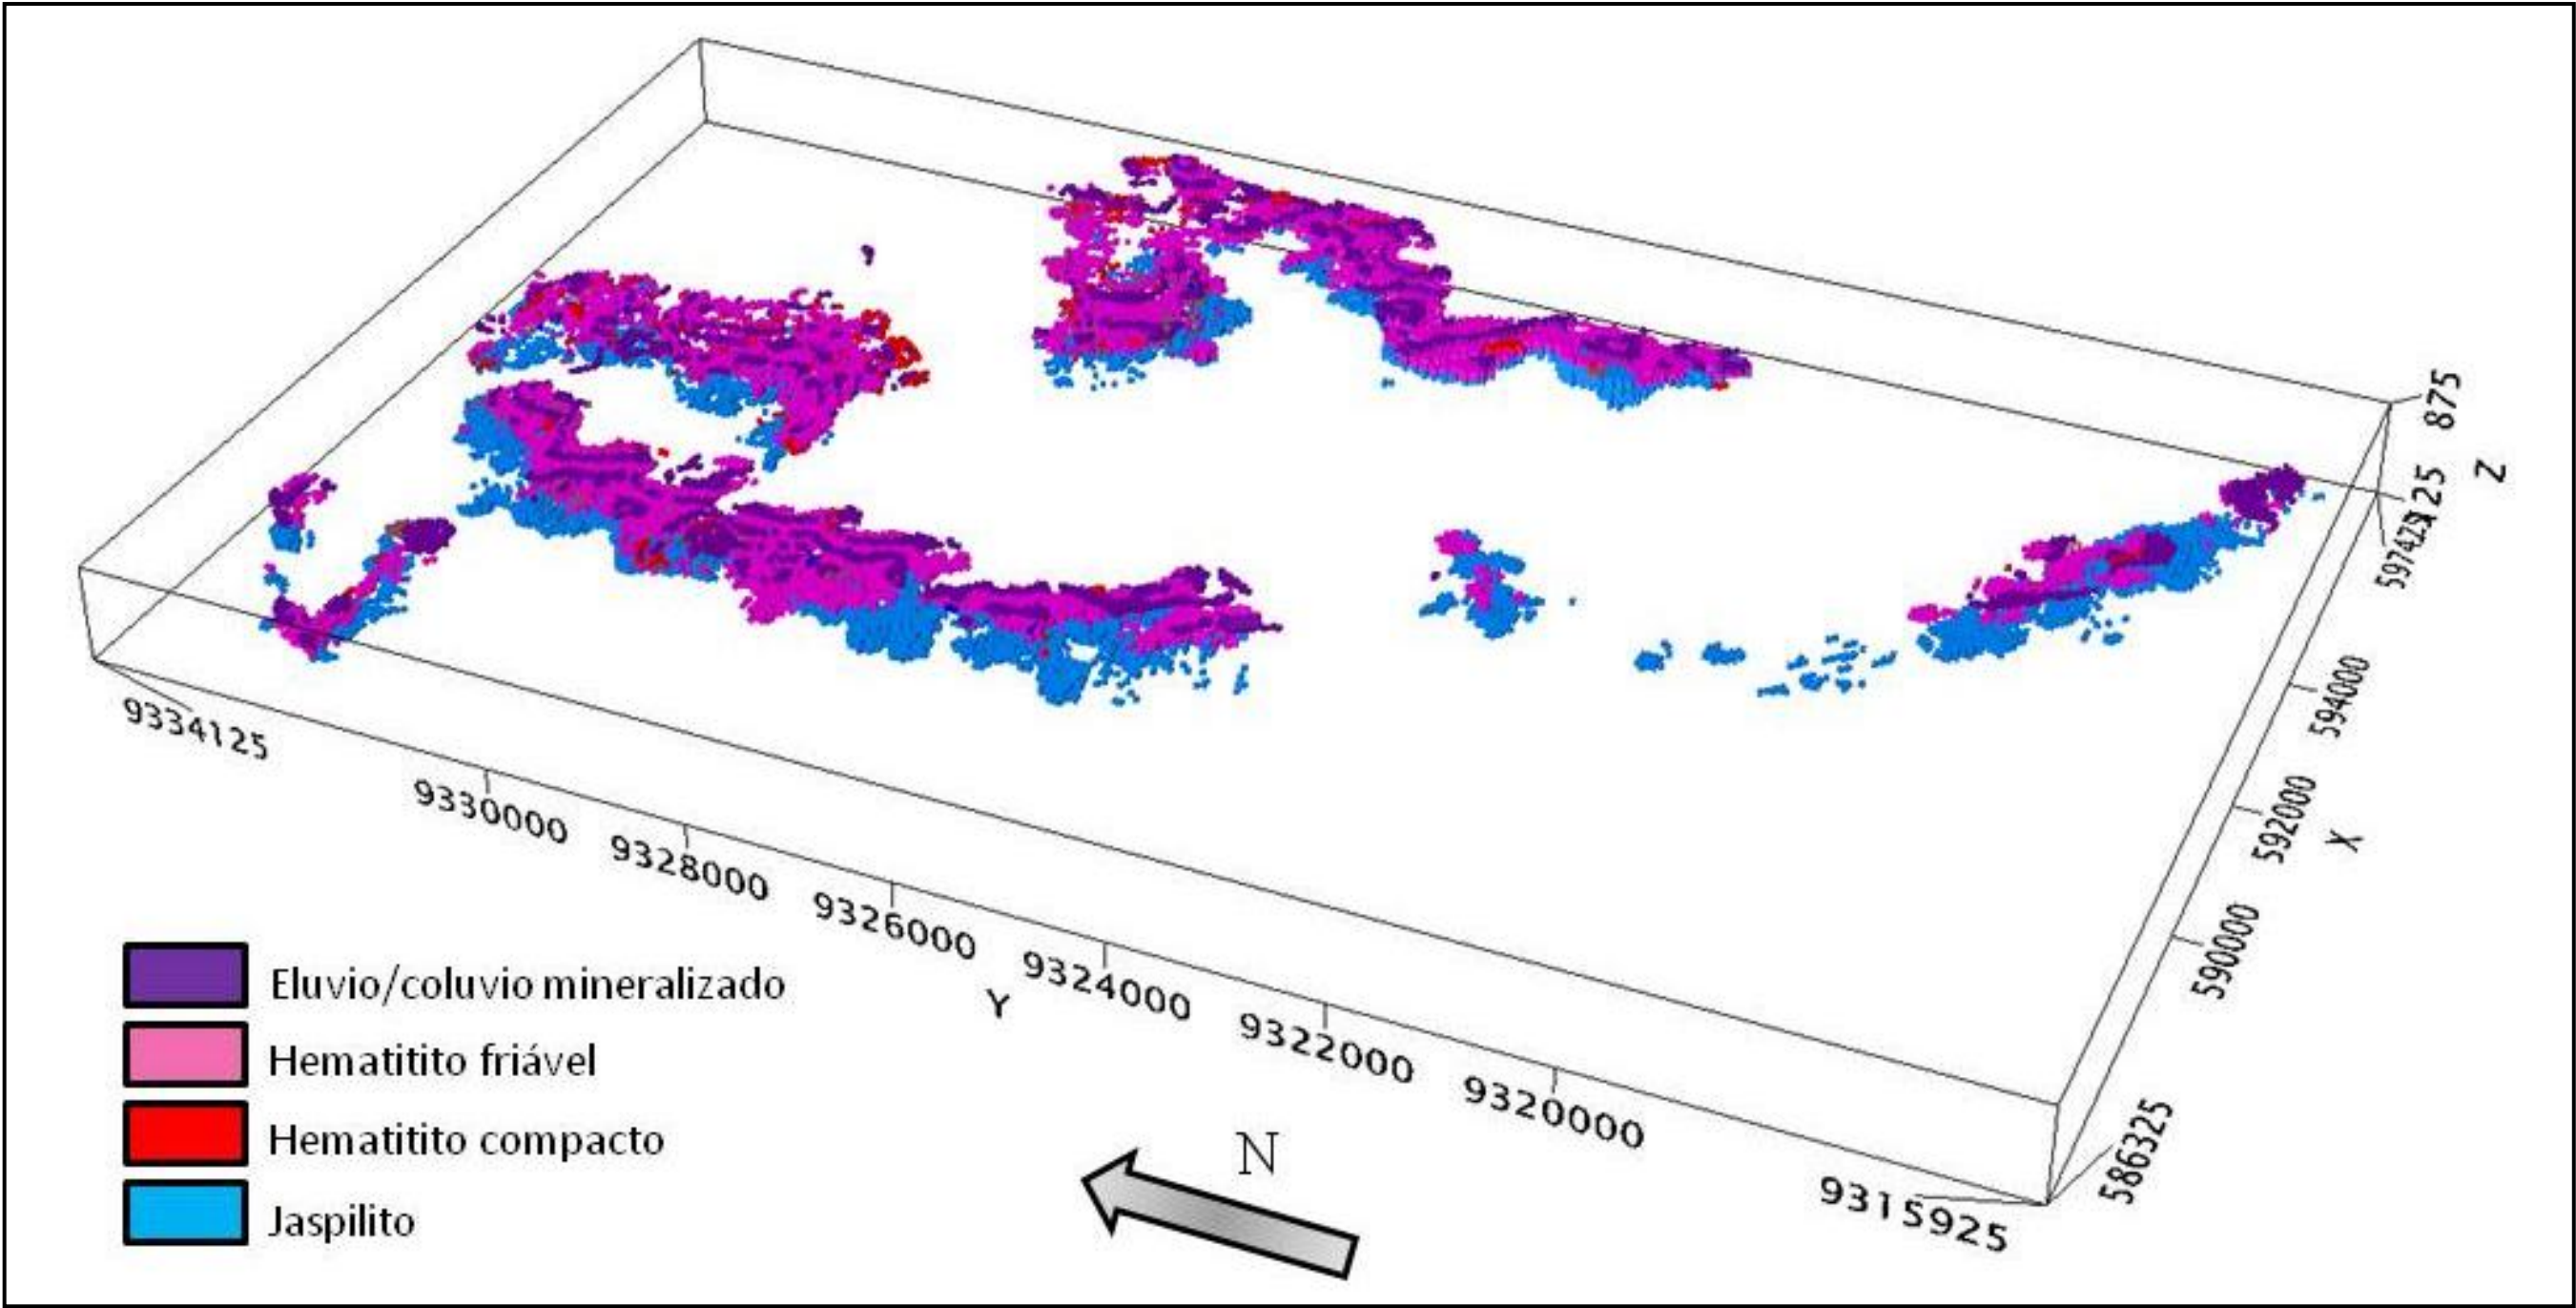 875
Z
125
597425
594000
592000
X
590000
586325
9334125
9330000
9328000
9326000
Y
9324000
9322000
9320000
9315925
Eluvio/coluvio mineralizado
Hematitito friável
Hematitito compacto
Jaspilito
N